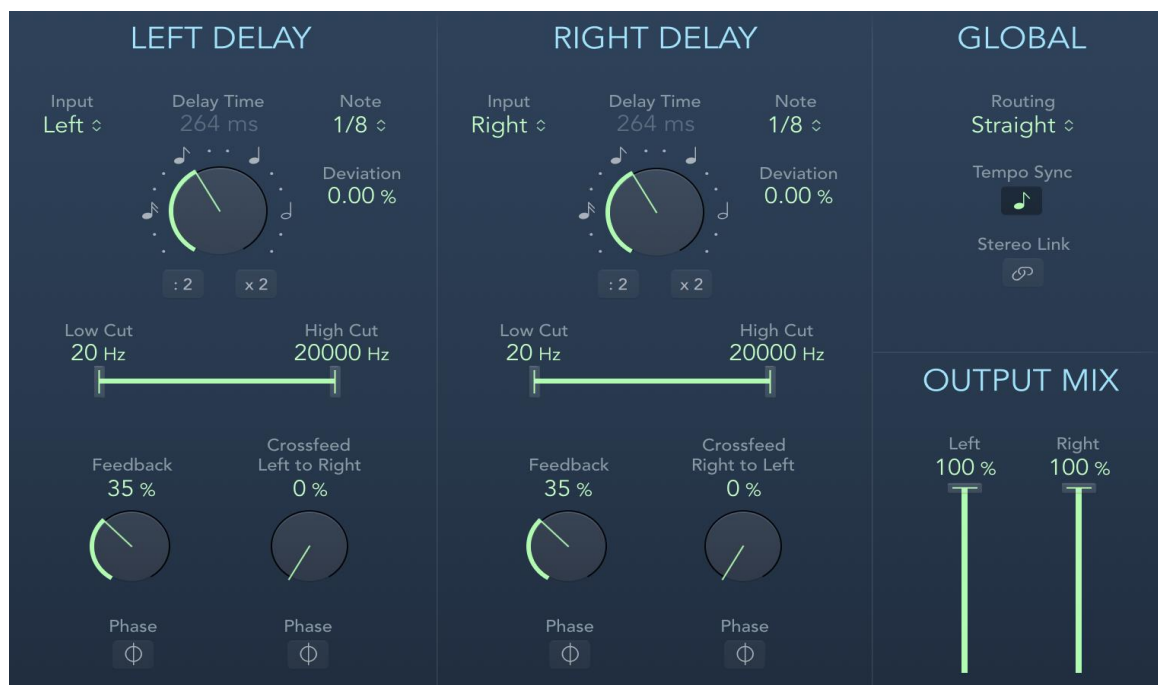 LEFT DELAY
Input
Left
Delay Time
264 ms
Note
1/8
Deviation
0.00 %
: 2
x 2
Low Cut
20 Hz
High Cut
20000 Hz
Feedback
35 %
Crossfeed
Left to Right
0 %
Phase
Phase
RIGHT DELAY
Input
Right
Delay Time
264 ms
Note
1/8
Deviation
0.00 %
: 2
x 2
Low Cut
20 Hz
High Cut
20000 Hz
Feedback
35 %
Crossfeed
Right to Left
0 %
Phase
Phase
GLOBAL
Routing
Straight
Tempo Sync
Stereo Link
OUTPUT MIX
Left
100 %
Right
100 %